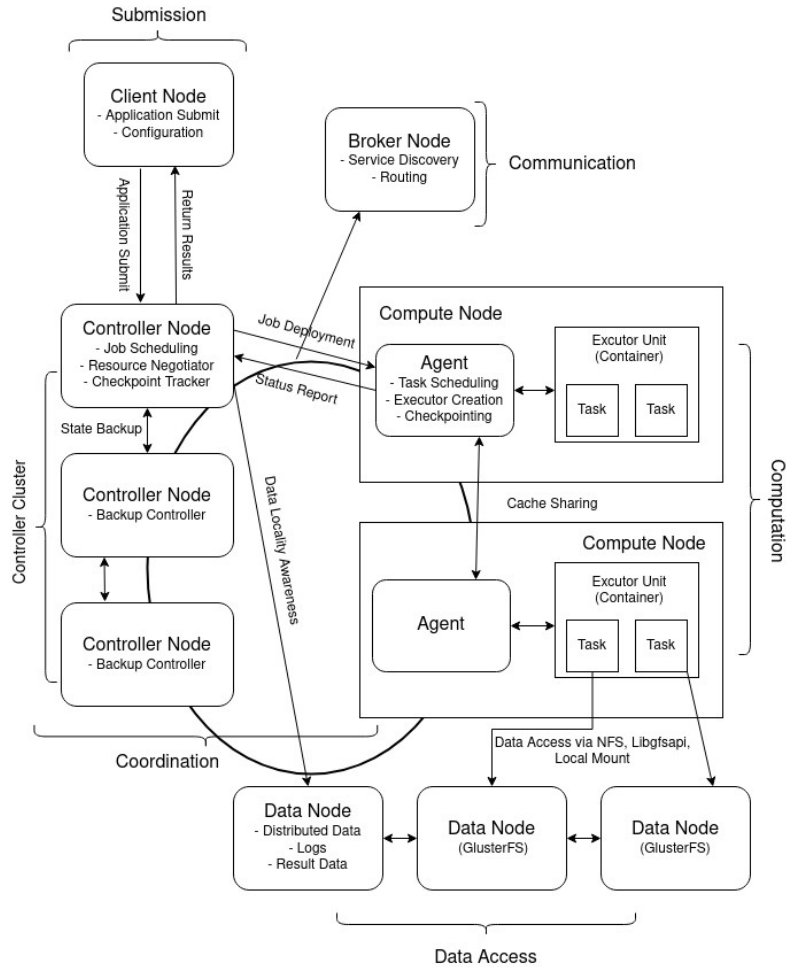 Submission
Client Node
- Application Submit
- Configuration
Broker Node
- Service Discovery
- Routing
Communication
Application Submit
Return Results
Controller Node
- Job Scheduling
- Resource Negotiator
- Checkpoint Tracker
Job Deployment
Status Report
Compute Node
Agent
- Task Scheduling
- Executor Creation
- Checkpointing
Excutor Unit
(Container)
Task
Task
State Backup
Controller Node
- Backup Controller
Controller Cluster
Data Locality Awareness
Cache Sharing
Computation
Compute Node
Agent
Excutor Unit
(Container)
Task
Task
Controller Node
- Backup Controller
Coordination
Data Access via NFS, Libgfsapi,
Local Mount
Data Node
- Distributed Data
- Logs
- Result Data
Data Node
(GlusterFS)
Data Node
(GlusterFS)
Data Access